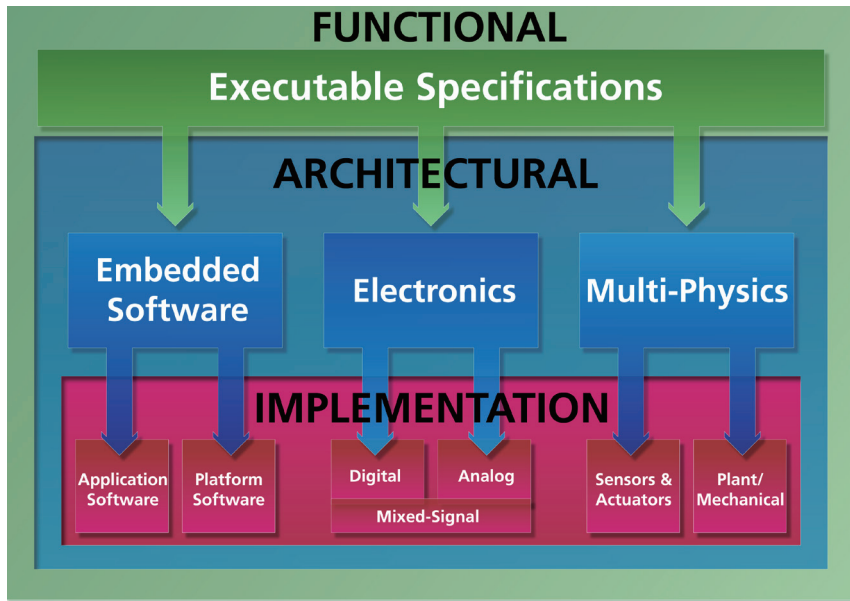 FUNCTIONAL
Executable Specifications
ARCHITECTURAL
Embedded
Software
Electronics
Multi-Physics
IMPLEMENTATION
Application
Software
Platform
Software
Digital
Analog
Mixed-Signal
Sensors &
Actuators
Plant/
Mechanical